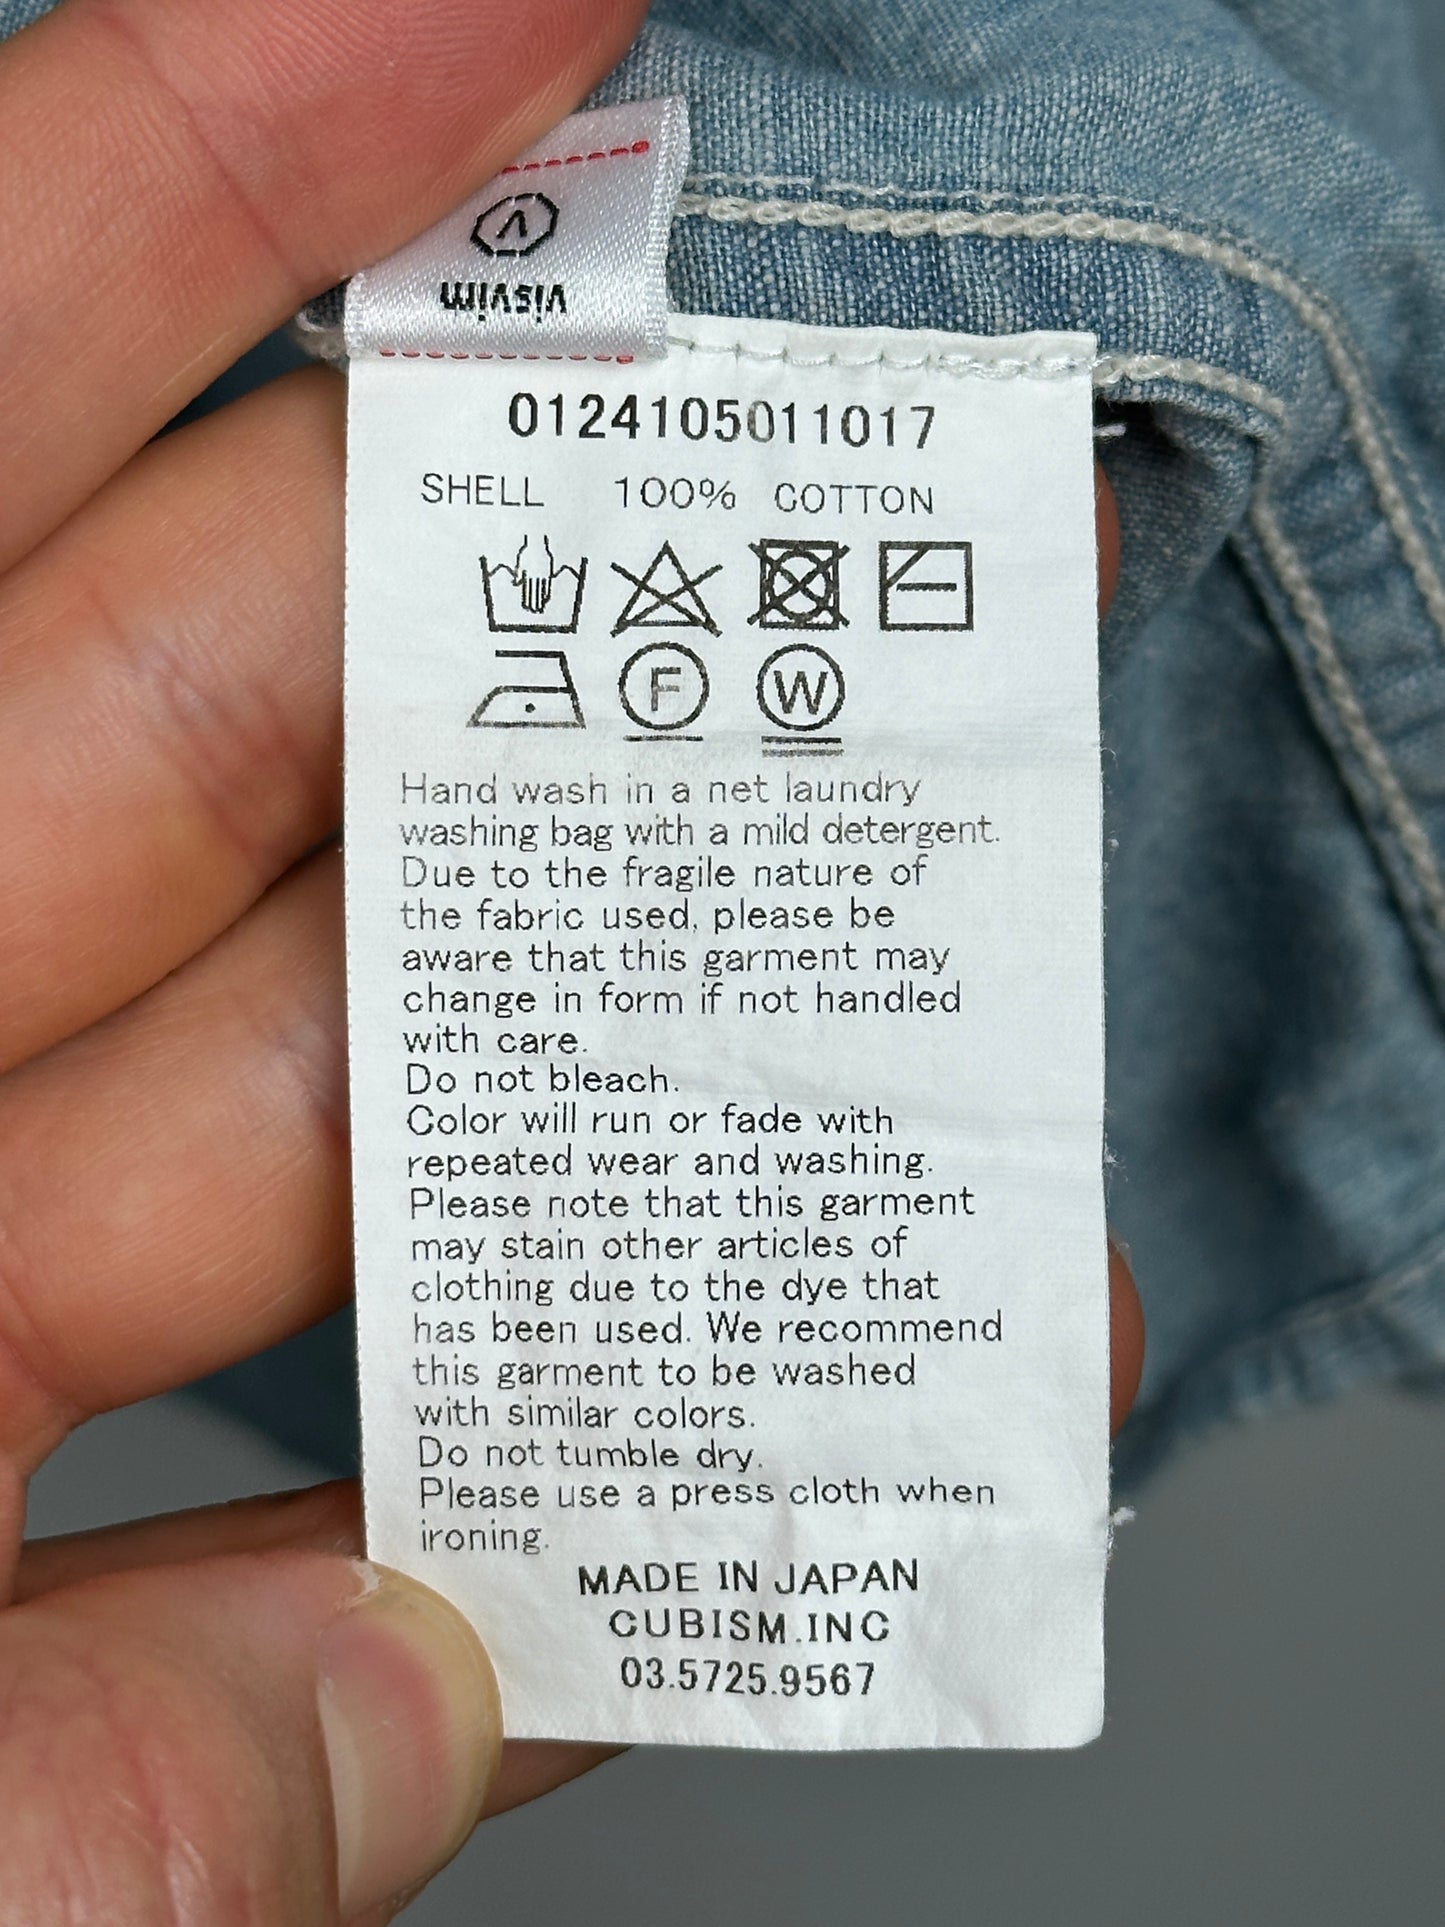 V
visvim
0124105011017
SHELL 100% COTTON
F W
Hand wash in a net laundry
washing bag with a mild detergent.
Due to the fragile nature of
the fabric used, please be
aware that this garment may
change in form if not handled
with care.
Do not bleach.
Color will run or fade with
repeated wear and washing.
Please note that this garment
may stain other articles of
clothing due to the dye that
has been used. We recommend
this garment to be washed
with similar colors.
Do not tumble dry.
Please use a press cloth when
ironing.
MADE IN JAPAN
CUBISM.INC
03.5725.9567